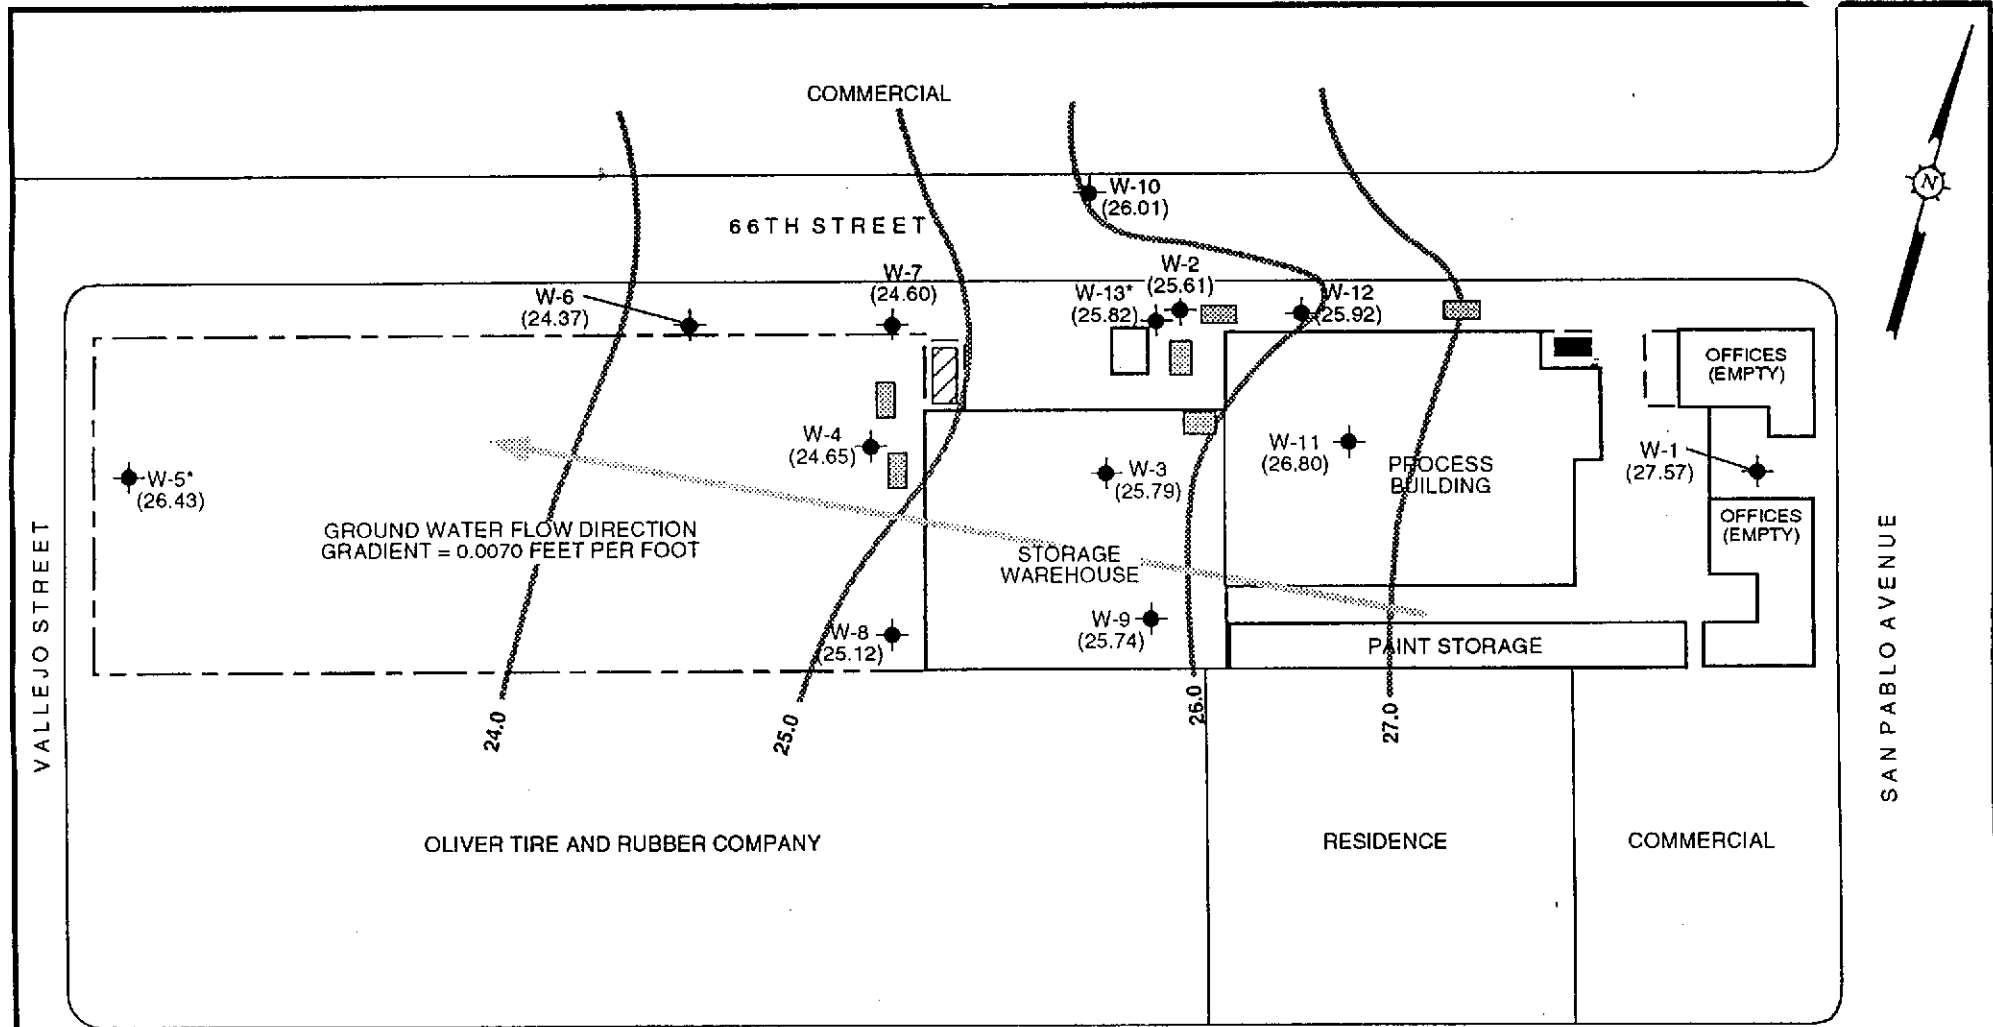 COMMERCIAL
N
W-10
(26.01)
66TH STREET
W-7
(24.60)
W-2
(25.61)
W-6
(24.37)
W-13*
(25.82)
W-12
(25.92)
OFFICES
(EMPTY)
W-4
(24.65)
W-11
(26.80)
W-1
(27.57)
W-3
(25.79)
PROCESS
BUILDING
W-5*
(26.43)
OFFICES
(EMPTY)
GROUND WATER FLOW DIRECTION
GRADIENT = 0.0070 FEET PER FOOT
STORAGE
WAREHOUSE
W-8
(25.12)
W-9
(25.74)
PAINT STORAGE
VALLEJO STREET
SAN PABLO AVENUE
24.0
25.0
26.0
27.0
OLIVER TIRE AND RUBBER COMPANY
RESIDENCE
COMMERCIAL